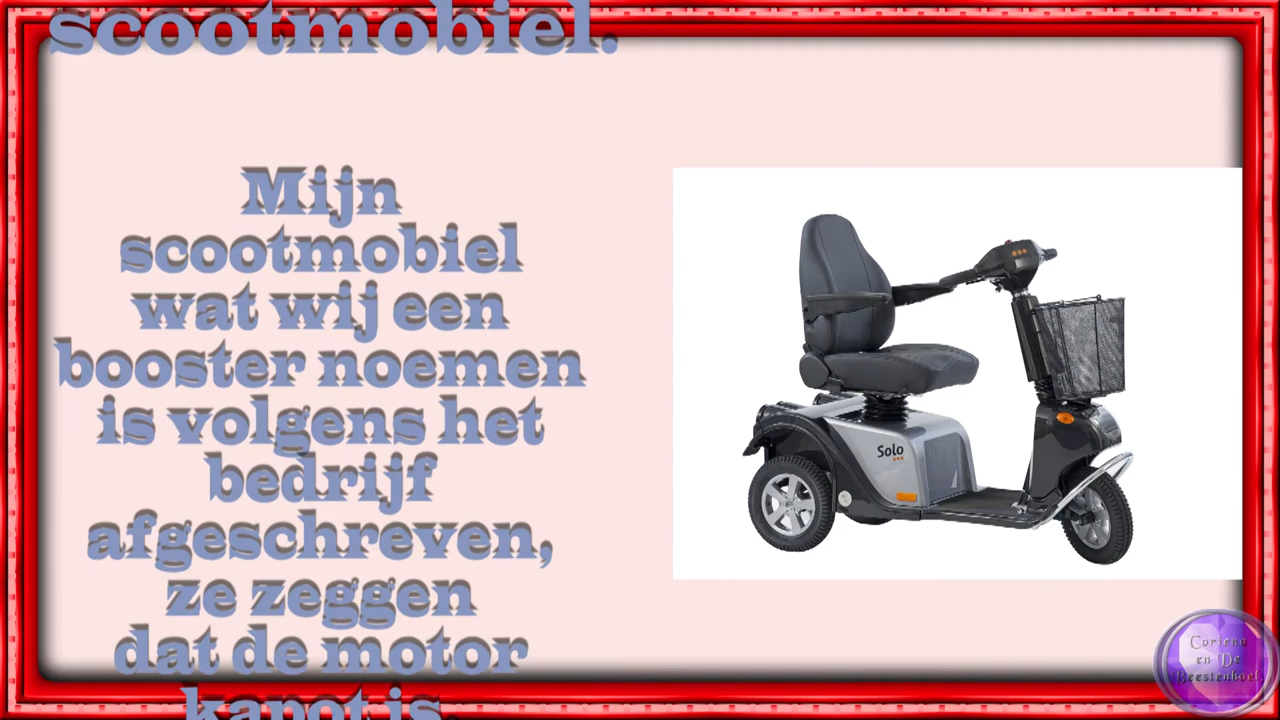 scootmobiel.
Mijn
scootmobiel
wat wij een
booster noemen
is volgens het
bedrijf
afgeschreven,
ze zeggen
dat de motor
kapot is.
Solo
Coriena
en De
Beestenboel